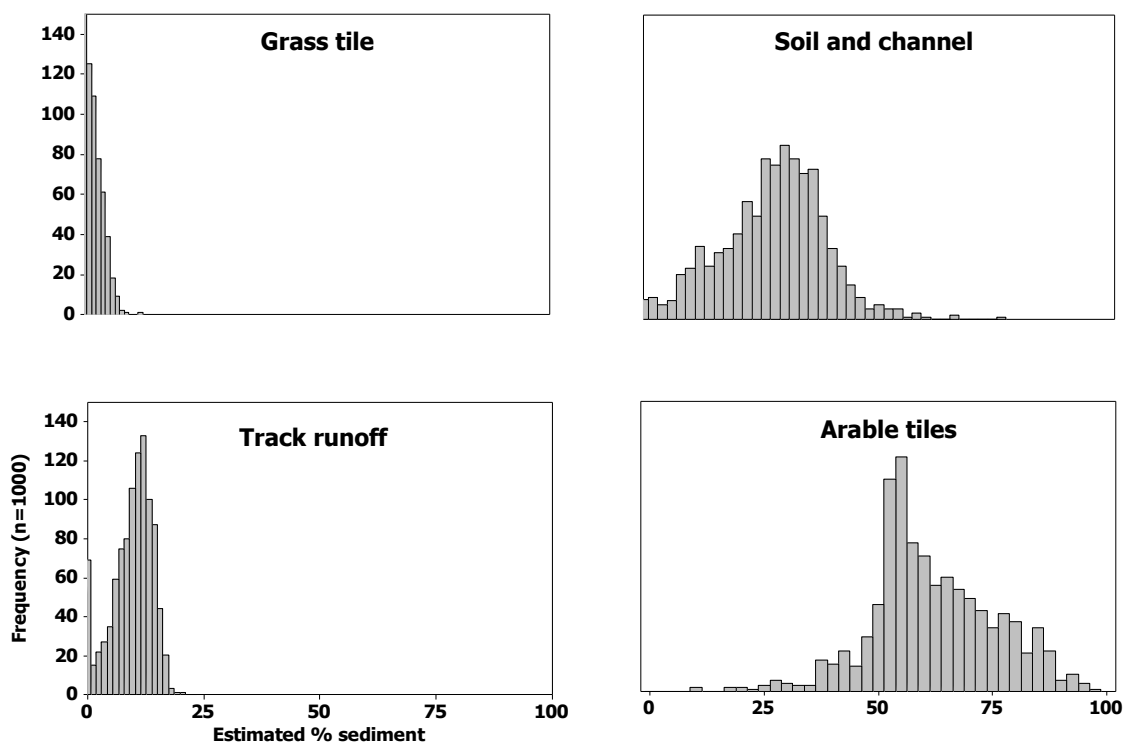 Grass tile
140
120
100
80
60
40
20
0
Soil and channel
Track runoff
Frequency (n=1000)
140
120
100
80
60
40
20
0
0 25 50 75 100
Estimated % sediment
Arable tiles
0 25 50 75 100